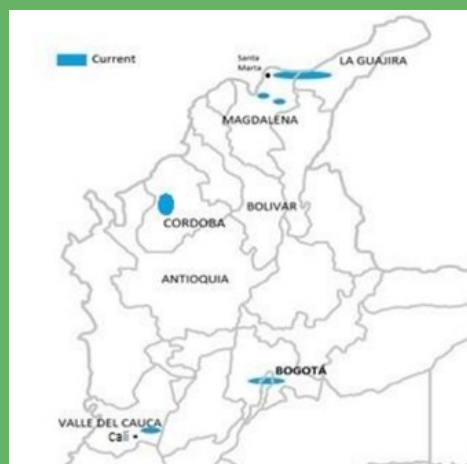 Current
Santa
Marta
LA GUAJIRA
MAGDALENA
BOLIVAR
CORDOBA
ANTIOQUIA
BOGOTÁ
VALLE DEL CAUCA
Cali